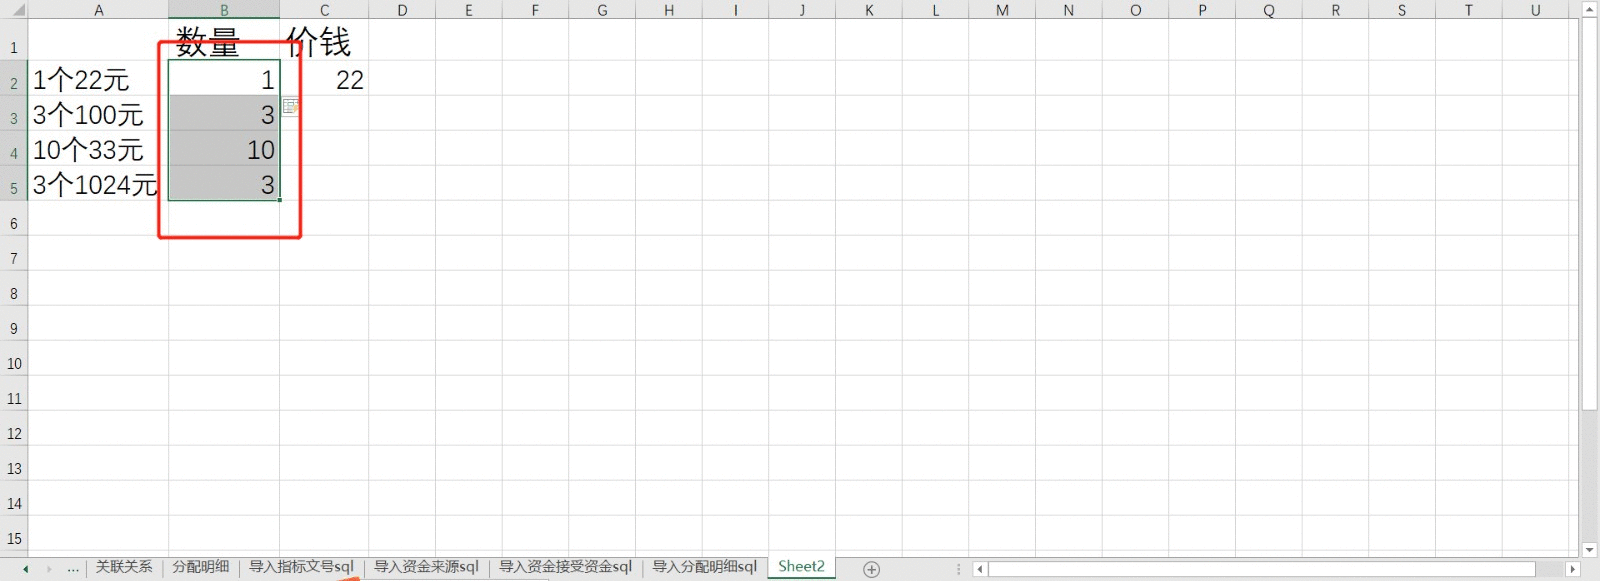 A B C D E F G H I J K L M N O P Q R S T U
1 数量 价钱
2 1个22元 1 22
3 3个100元 3
4 10个33元 10
5 3个1024元 3
6
7
8
9
10
11
12
13
14
15
... 关联关系 分配明细 导入指标文号sql 导入资金来源sql 导入资金接受资金sql 导入分配明细sql Sheet2